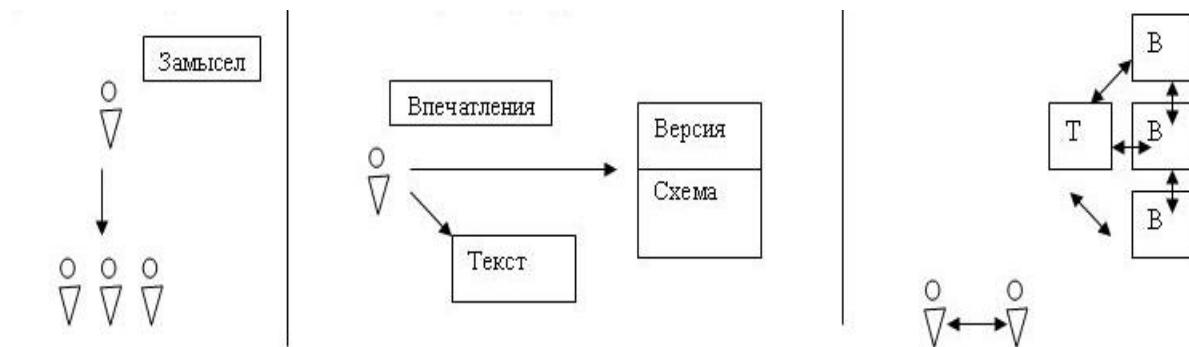 Замысел
Впечатления
Версия
Схема
Текст
В
Т
В
В